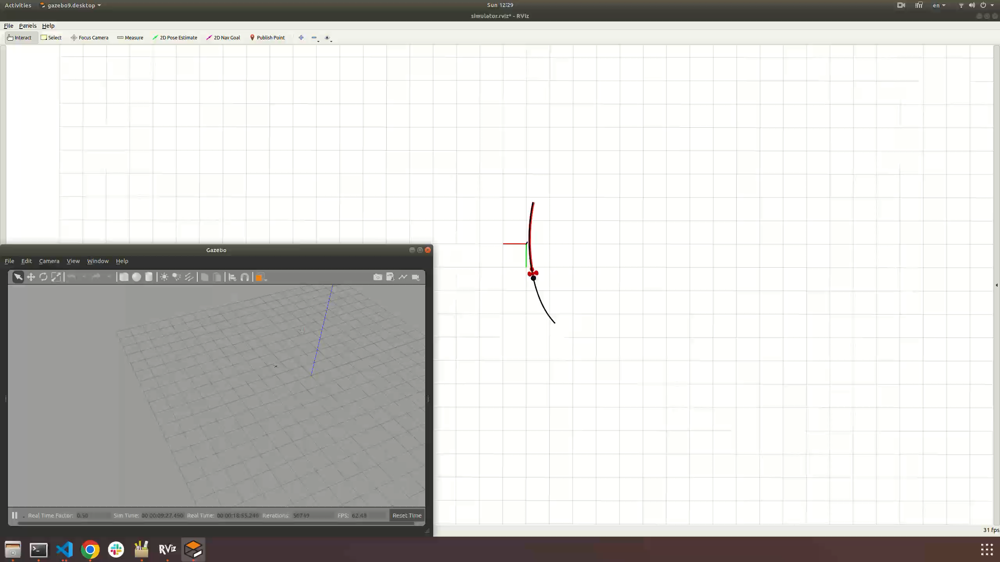 Activities gazebo9.desktop Sun 12:29 en
simulator.rviz* - RViz
File Panels Help
Interact Select Focus Camera Measure 2D Pose Estimate 2D Nav Goal Publish Point
Gazebo
File Edit Camera View Window Help
Real Time Factor: 0.50 Sim Time: 00 00:09:27.490 Real Time: 00 00:18:55.246 Iterations: 56749 FPS: 62.48 Reset Time
31 fps
RViz